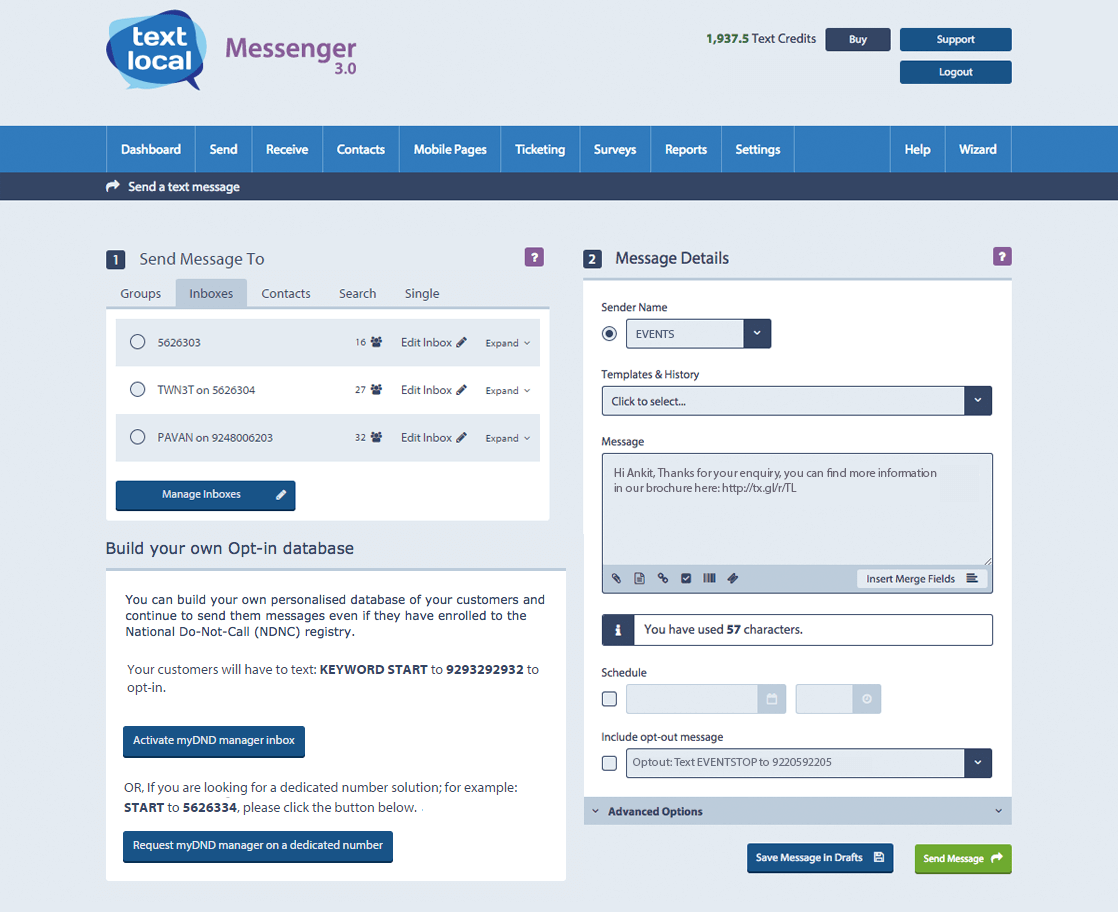 text
local
Messenger
3.0
1,937.5 Text Credits
Buy
Support
Logout
Dashboard
Send
Receive
Contacts
Mobile Pages
Ticketing
Surveys
Reports
Settings
Help
Wizard
Send a text message
1
Send Message To
?
Groups
Inboxes
Contacts
Search
Single
5626303 16 Edit Inbox Expand
TWN3T on 5626304 27 Edit Inbox Expand
PAVAN on 9248006203 32 Edit Inbox Expand
Manage Inboxes
Build your own Opt-in database
You can build your own personalised database of your customers and
continue to send them messages even if they have enrolled to the
National Do-Not-Call (NDNC) registry.
Your customers will have to text: KEYWORD START to 9293292932 to
opt-in.
Activate myDND manager inbox
OR, If you are looking for a dedicated number solution; for example:
START to 5626334, please click the button below.
Request myDND manager on a dedicated number
2
Message Details
?
Sender Name
EVENTS
Templates & History
Click to select...
Message
Hi Ankit, Thanks for your enquiry, you can find more information
in our brochure here: http://tx.gl/r/TL
Insert Merge Fields
i
You have used 57 characters.
Schedule
Include opt-out message
Optout: Text EVENTSTOP to 9220592205
Advanced Options
Save Message In Drafts
Send Message